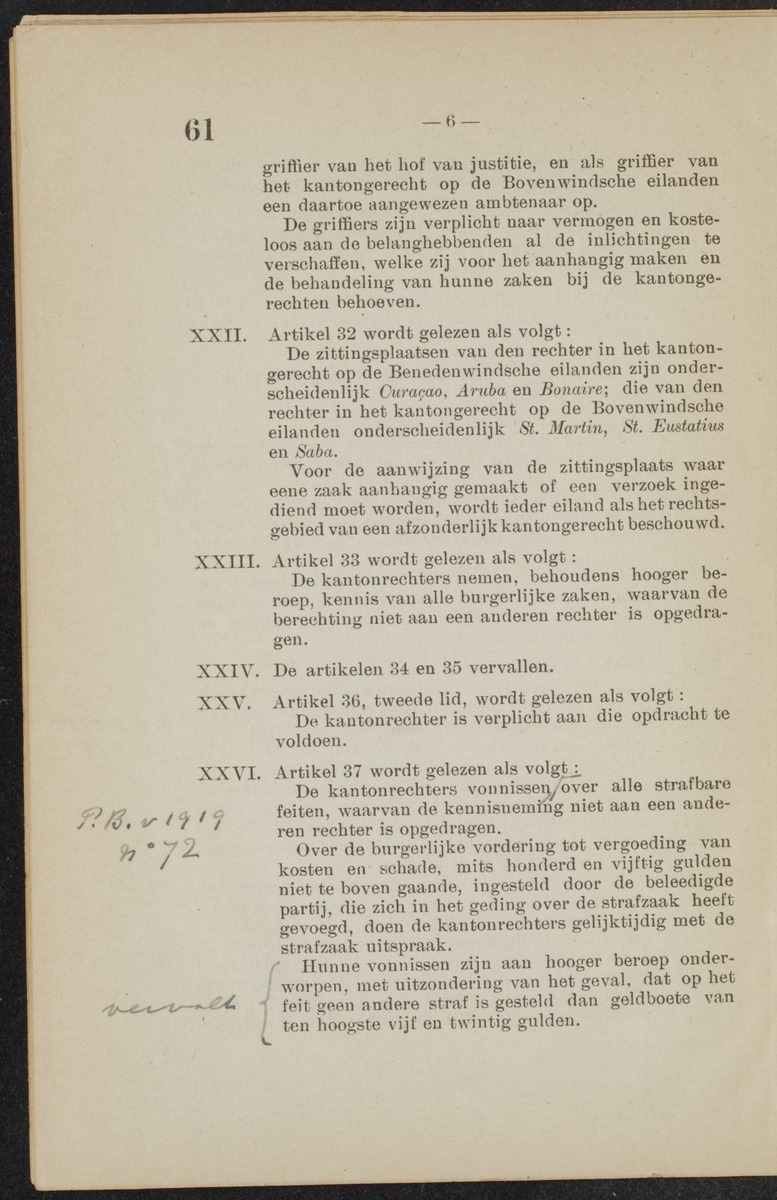 61
— 6 —
griffier van het hof van justitie, en als griffier van
het kantongerecht op de Bovenwindsche eilanden
een daartoe aangewezen ambtenaar op.
De griffiers zijn verplicht naar vermogen en koste-
loos aan de belanghebbenden al de inlichtingen te
verschaffen, welke zij voor het aanhangig maken en
de behandeling van hunne zaken bij de kantonge-
rechten behoeven.
XXII. Artikel 32 wordt gelezen als volgt :
De zittingsplaatsen van den rechter in het kanton-
gerecht op de Benedenwindsche eilanden zijn onder-
scheidenlijk Curaçao, Aruba en Bonaire; die van den
rechter in het kantongerecht op de Bovenwindsche
eilanden onderscheidenlijk St. Martin, St. Eustatius
en Saba.
Voor de aanwijzing van de zittingsplaats waar
eene zaak aanhangig gemaakt of een verzoek inge-
diend moet worden, wordt ieder eiland als het rechts-
gebied van een afzonderlijk kantongerecht beschouwd.
XXIII. Artikel 33 wordt gelezen als volgt :
De kantonrechters nemen, behoudens hooger be-
roep, kennis van alle burgerlijke zaken, waarvan de
berechting niet aan een anderen rechter is opgedra-
gen.
XXIV. De artikelen 34 en 35 vervallen.
XXV. Artikel 36, tweede lid, wordt gelezen als volgt :
De kantonrechter is verplicht aan die opdracht te
voldoen.
XXVI. Artikel 37 wordt gelezen als volgt :
De kantonrechters vonnissen over alle strafbare
feiten, waarvan de kennisneming niet aan een ande-
ren rechter is opgedragen.
P.B. v 1919
n° 72
Over de burgerlijke vordering tot vergoeding van
kosten en schade, mits honderd en vijftig gulden
niet te boven gaande, ingesteld door de beleedigde
partij, die zich in het geding over de strafzaak heeft
gevoegd, doen de kantonrechters gelijktijdig met de
strafzaak uitspraak.
Hunne vonnissen zijn aan hooger beroep onder-
worpen, met uitzondering van het geval, dat op het
feit geen andere straf is gesteld dan geldboete van
ten hoogste vijf en twintig gulden.
vervalt